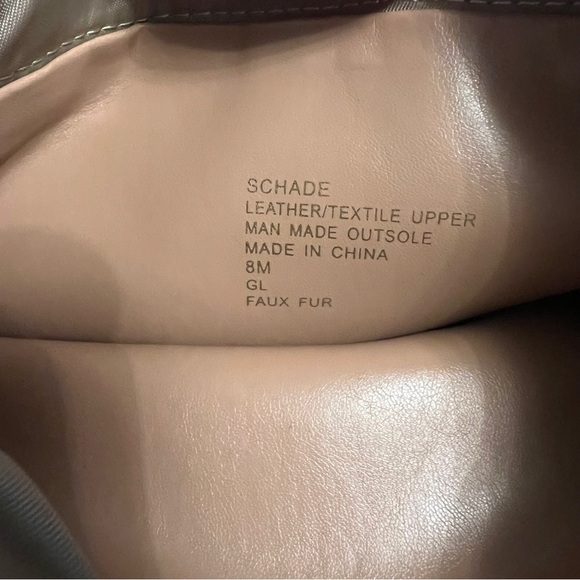 SCHADE
LEATHER/TEXTILE UPPER
MAN MADE OUTSOLE
MADE IN CHINA
8M
GL
FAUX FUR